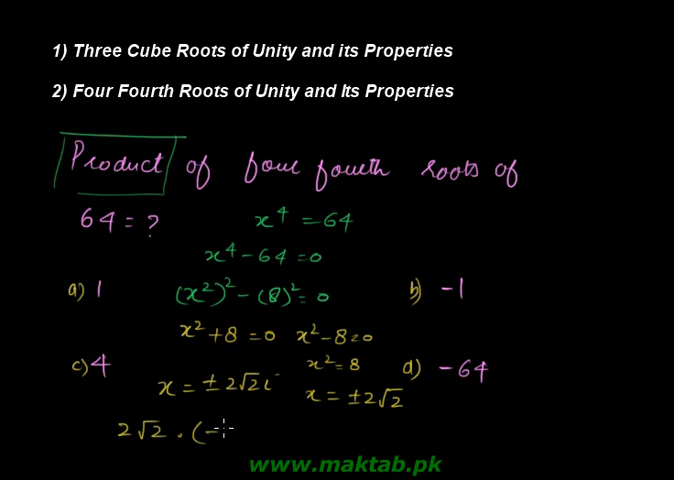 1) Three Cube Roots of Unity and its Properties
2) Four Fourth Roots of Unity and Its Properties
Product of four fourth roots of
64 = ? x⁴ = 64
x⁴ - 64 = 0
a) 1 (x²)² - (8)² = 0 b) -1
x² + 8 = 0 x² - 8 = 0
c) 4 x² = 8 d) -64
x = ± 2√2 i x = ± 2√2
2√2 . (-
www.maktab.pk